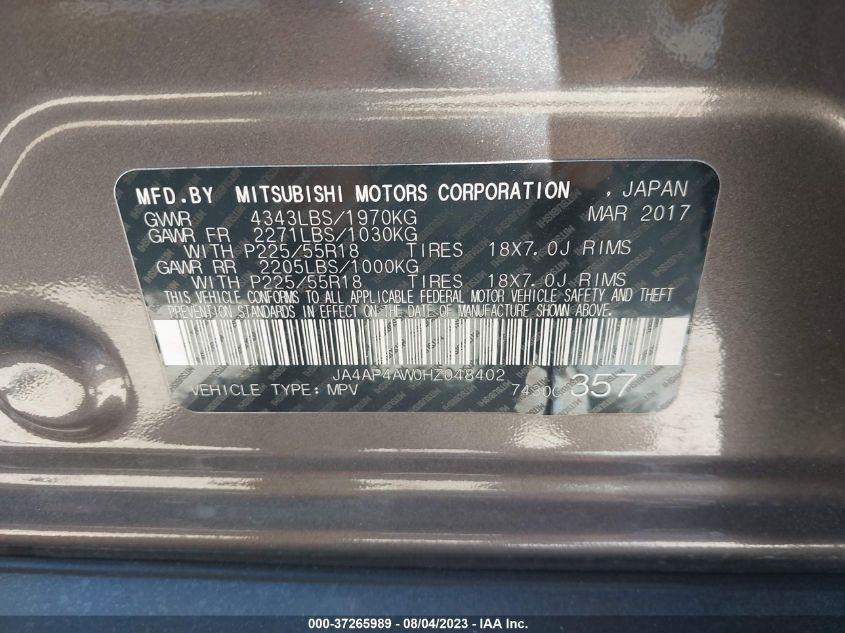 MFD.BY MITSUBISHI MOTORS CORPORATION , JAPAN
GVWR 4343LBS/1970KG MAR 2017
GAWR FR 2271LBS/1030KG
WITH P225/55R18 TIRES 18X7.0J RIMS
GAWR RR 2205LBS/1000KG
WITH P225/55R18 TIRES 18X7.0J RIMS
THIS VEHICLE CONFORMS TO ALL APPLICABLE FEDERAL MOTOR VEHICLE SAFETY AND THEFT
PREVENTION STANDARDS IN EFFECT ON THE DATE OF MANUFACTURE SHOWN ABOVE.
JA4AP4AW0HZ048402
VEHICLE TYPE: MPV 357
000-37265989 - 08/04/2023 - IAA Inc.